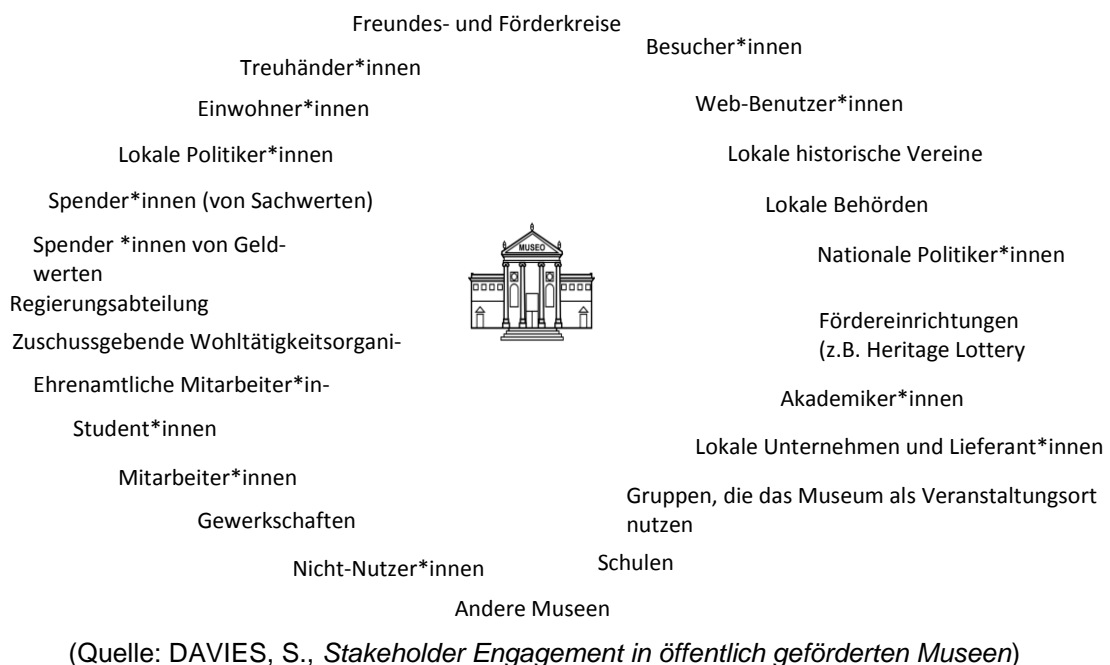 Freundes- und Förderkreise
Besucher*innen
Treuhänder*innen
Einwohner*innen
Web-Benutzer*innen
Lokale Politiker*innen
Lokale historische Vereine
Spender*innen (von Sachwerten)
Lokale Behörden
Spender *innen von Geld-
werten
Nationale Politiker*innen
MUSEO
Regierungsabteilung
Fördereinrichtungen
(z.B. Heritage Lottery
Zuschussgebende Wohltätigkeitsorgani-
Ehrenamtliche Mitarbeiter*in-
Akademiker*innen
Student*innen
Lokale Unternehmen und Lieferant*innen
Mitarbeiter*innen
Gruppen, die das Museum als Veranstaltungsort
nutzen
Gewerkschaften
Schulen
Nicht-Nutzer*innen
Andere Museen
(Quelle: DAVIES, S., Stakeholder Engagement in öffentlich geförderten Museen)